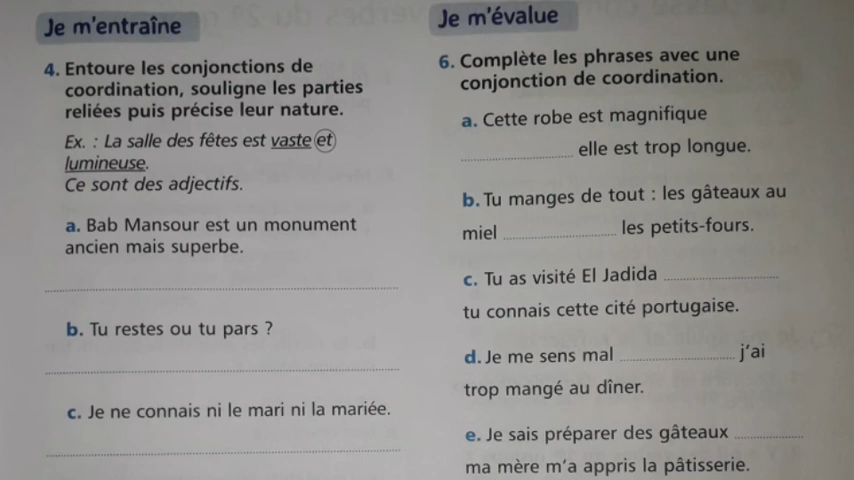 Je m'entraîne
4. Entoure les conjonctions de
coordination, souligne les parties
reliées puis précise leur nature.
Ex. : La salle des fêtes est vaste et
lumineuse.
Ce sont des adjectifs.
a. Bab Mansour est un monument
ancien mais superbe.
b. Tu restes ou tu pars ?
c. Je ne connais ni le mari ni la mariée.
Je m'évalue
6. Complète les phrases avec une
conjonction de coordination.
a. Cette robe est magnifique
elle est trop longue.
b. Tu manges de tout : les gâteaux au
miel les petits-fours.
c. Tu as visité El Jadida
tu connais cette cité portugaise.
d. Je me sens mal j'ai
trop mangé au dîner.
e. Je sais préparer des gâteaux
ma mère m'a appris la pâtisserie.